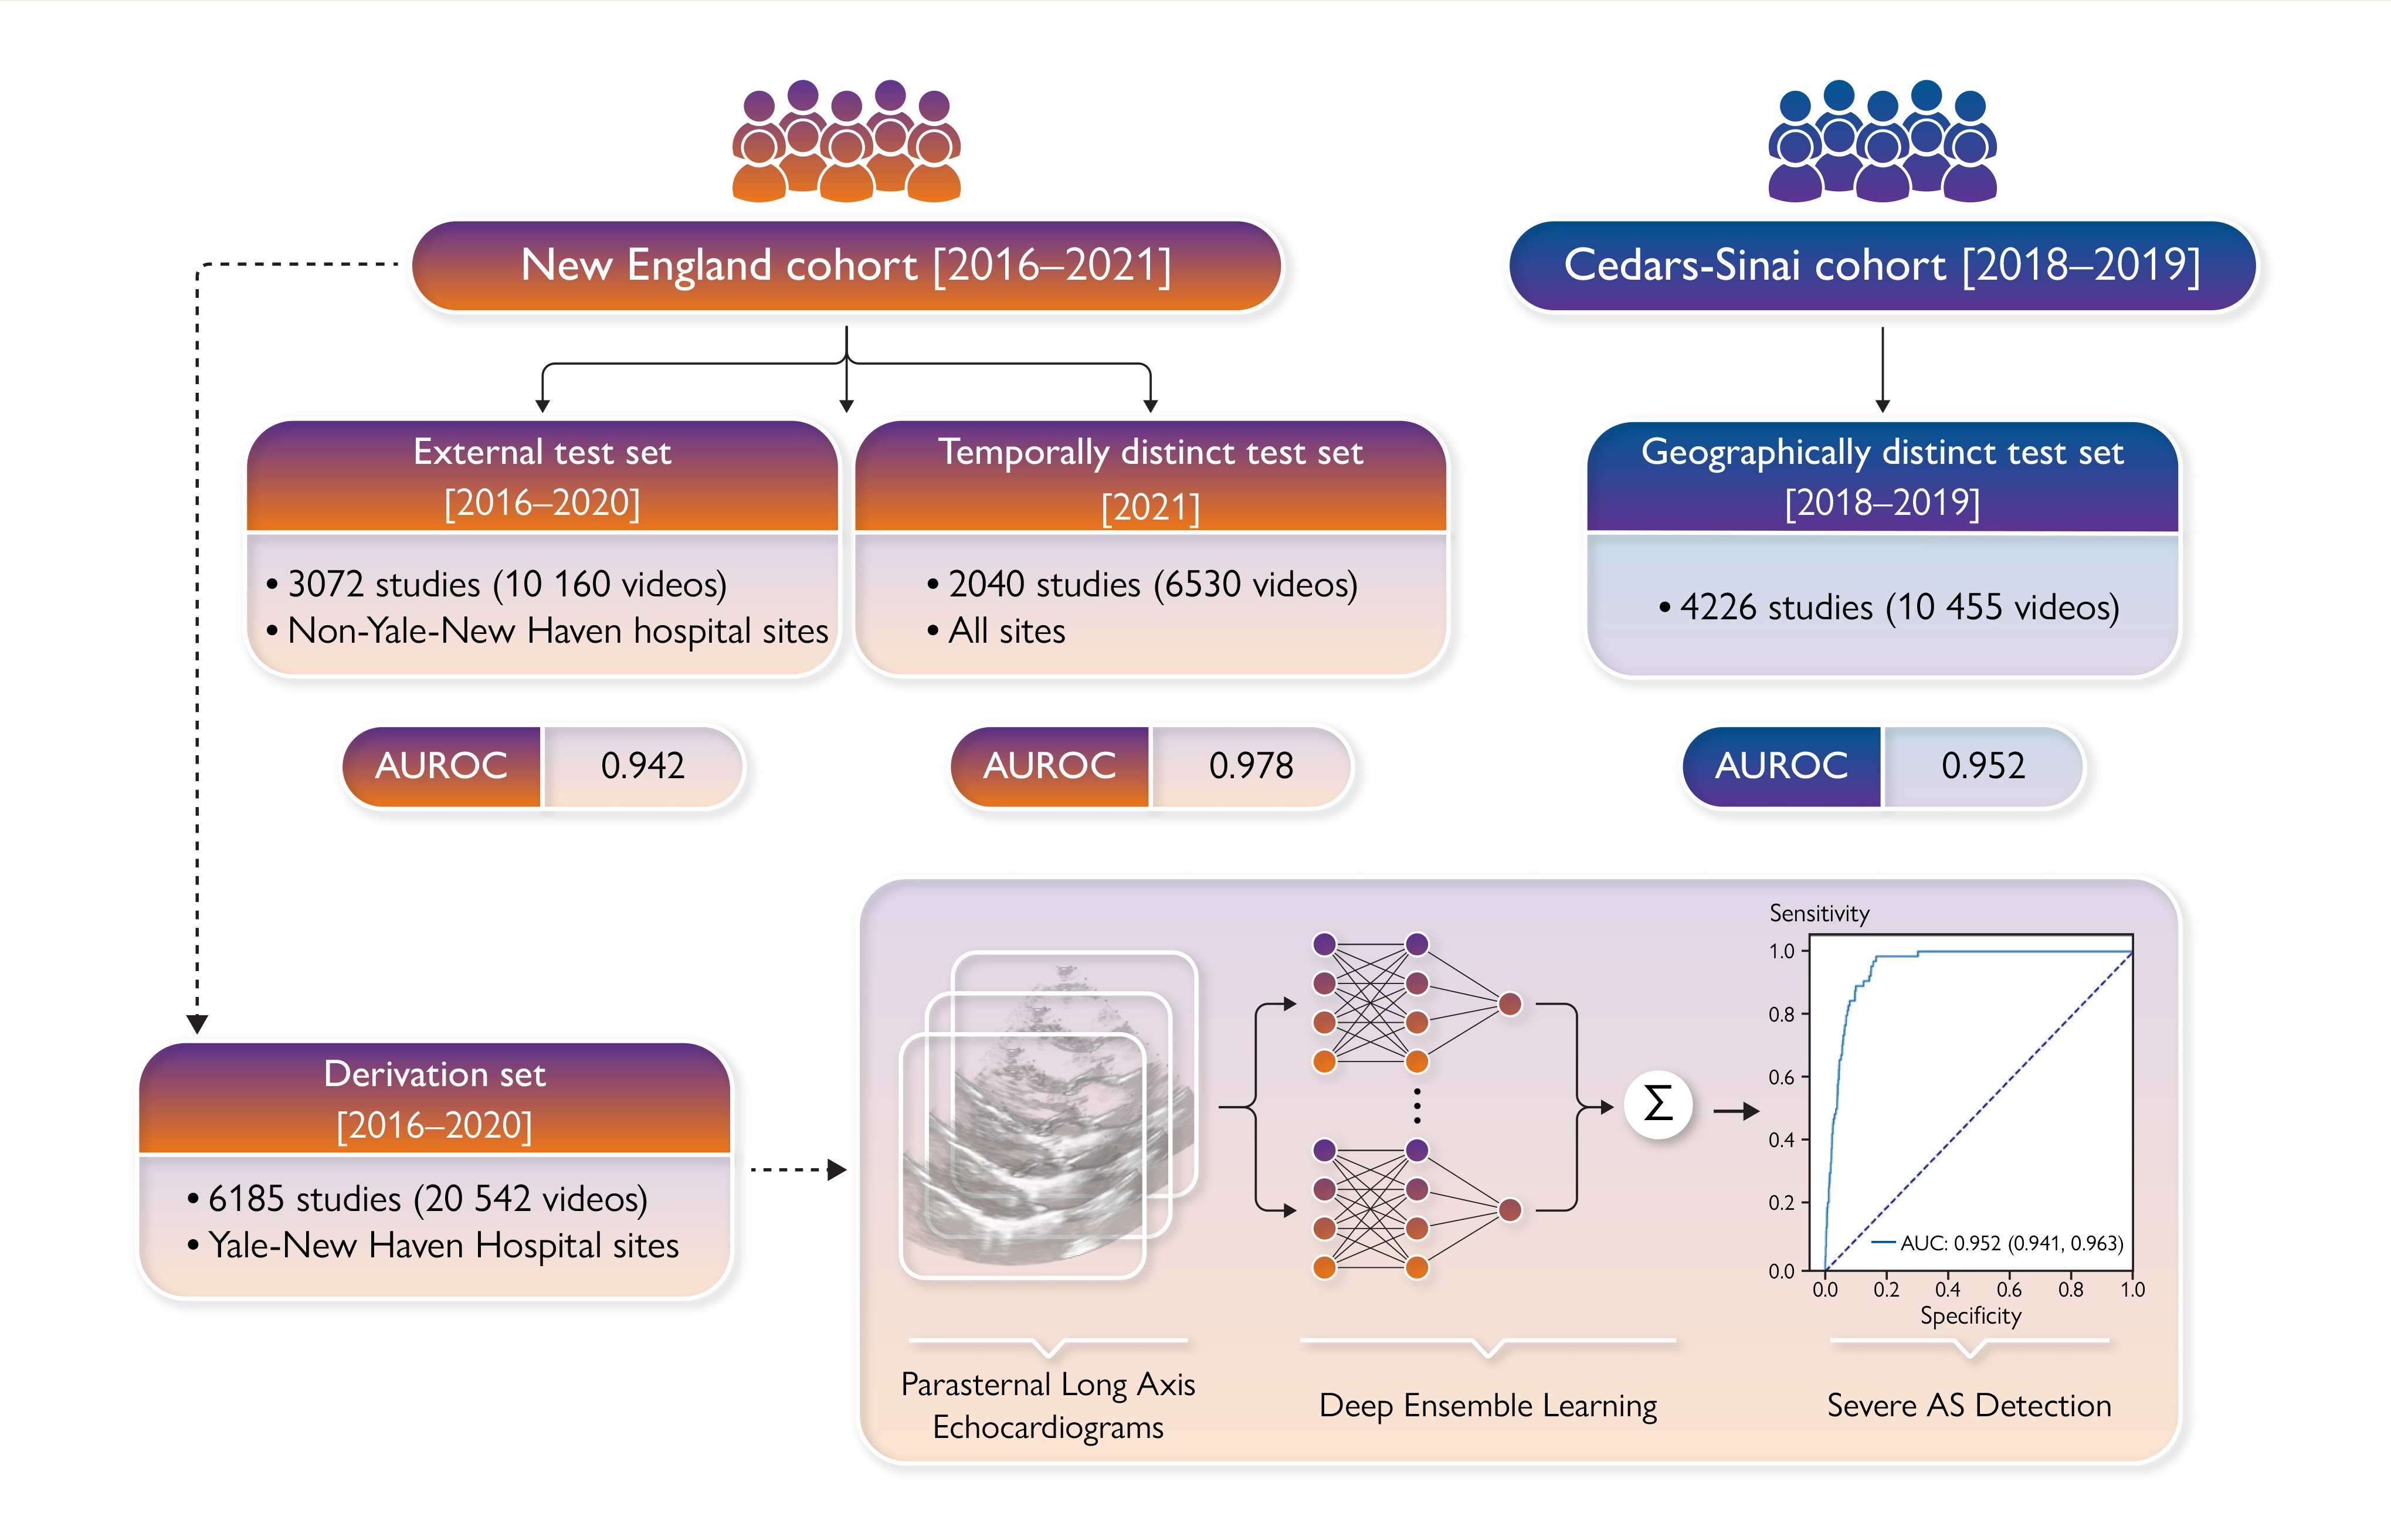 New England cohort [2016–2021]
Cedars-Sinai cohort [2018–2019]
External test set
[2016–2020]
• 3072 studies (10 160 videos)
• Non-Yale-New Haven hospital sites
Temporally distinct test set
[2021]
• 2040 studies (6530 videos)
• All sites
Geographically distinct test set
[2018–2019]
• 4226 studies (10 455 videos)
AUROC 0.942
AUROC 0.978
AUROC 0.952
Derivation set
[2016–2020]
• 6185 studies (20 542 videos)
• Yale-New Haven Hospital sites
Parasternal Long Axis
Echocardiograms
Σ
Deep Ensemble Learning
Sensitivity
1.0
0.8
0.6
0.4
0.2
0.0
AUC: 0.952 (0.941, 0.963)
0.0 0.2 0.4 0.6 0.8 1.0
Specificity
Severe AS Detection